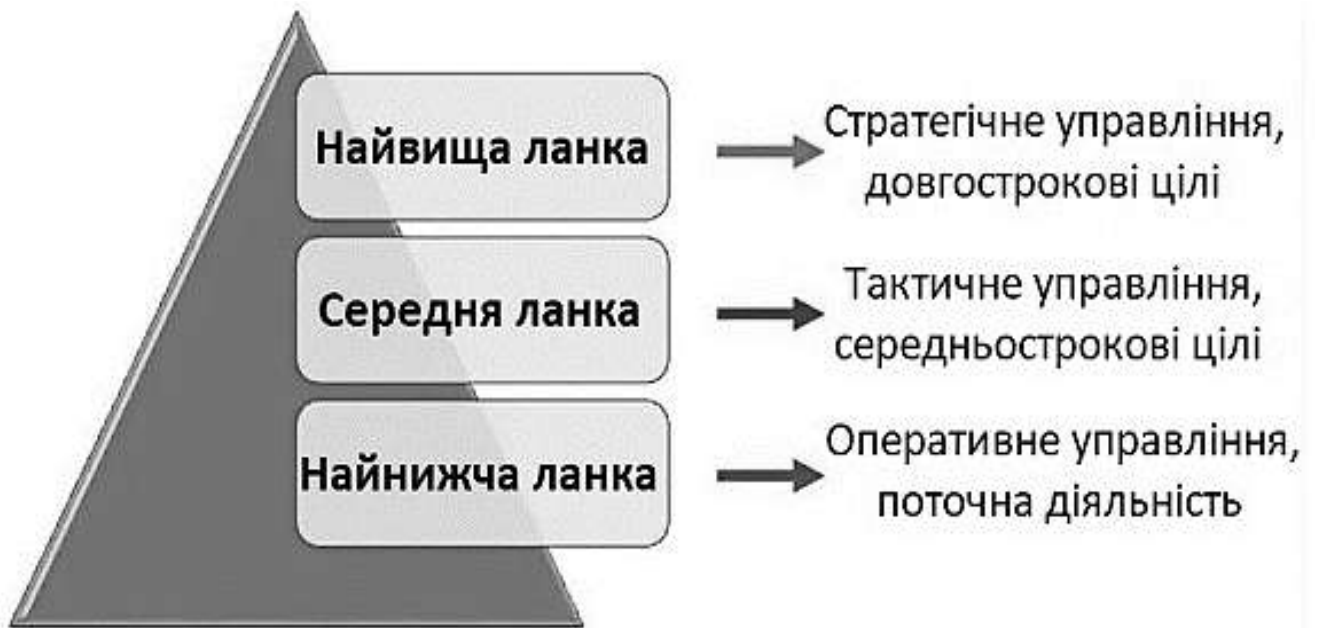 Найвища ланка
Стратегічне управління,
довгострокові цілі
Середня ланка
Тактичне управління,
середньострокові цілі
Найнижча ланка
Оперативне управління,
поточна діяльність